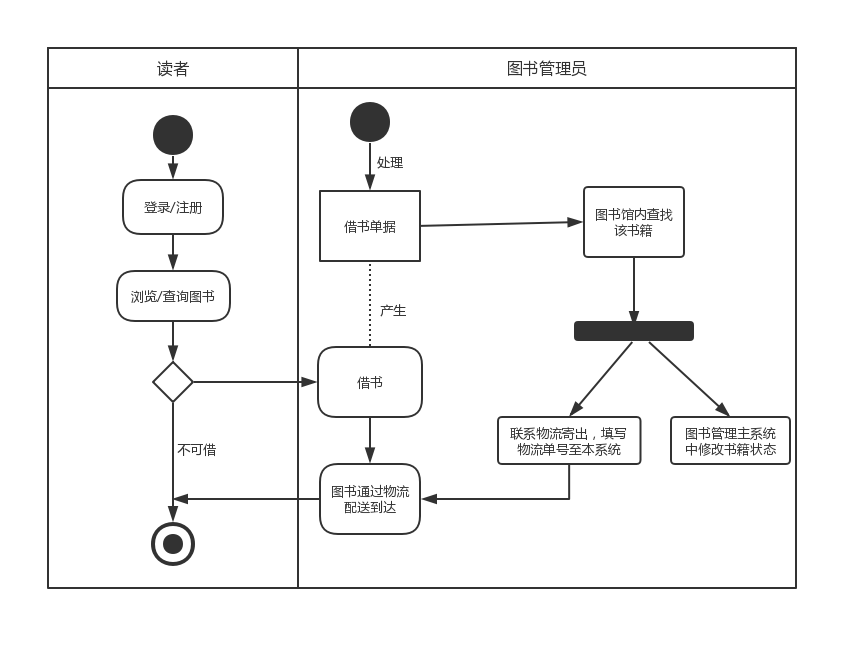 读者
图书管理员
处理
登录/注册
借书单据
图书馆内查找
该书籍
浏览/查询图书
产生
借书
不可借
联系物流寄出，填写
物流单号至本系统
图书管理主系统
中修改书籍状态
图书通过物流
配送到达